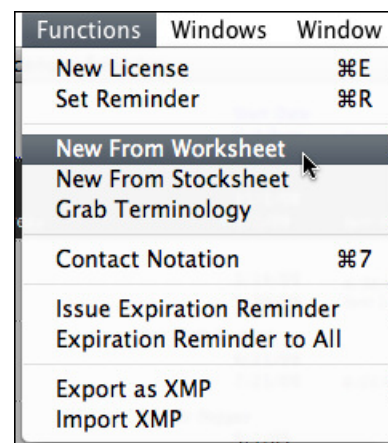 Functions Windows Window
New License ⌘E
Set Reminder ⌘R
New From Worksheet
New From Stocksheet
Grab Terminology
Contact Notation ⌘7
Issue Expiration Reminder
Expiration Reminder to All
Export as XMP
Import XMP